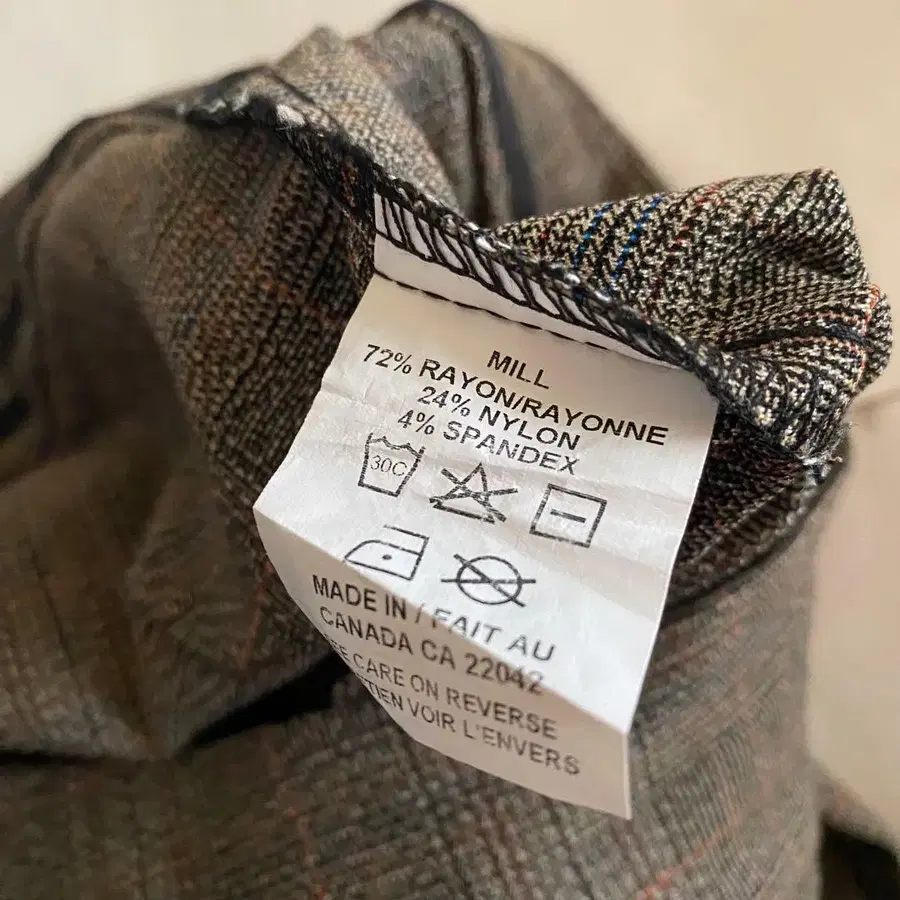 MILL
72% RAYON/RAYONNE
24% NYLON
4% SPANDEX
30C
MADE IN / FAIT AU
CANADA CA 22042
CARE ON REVERSE
VOIR L'ENVERS